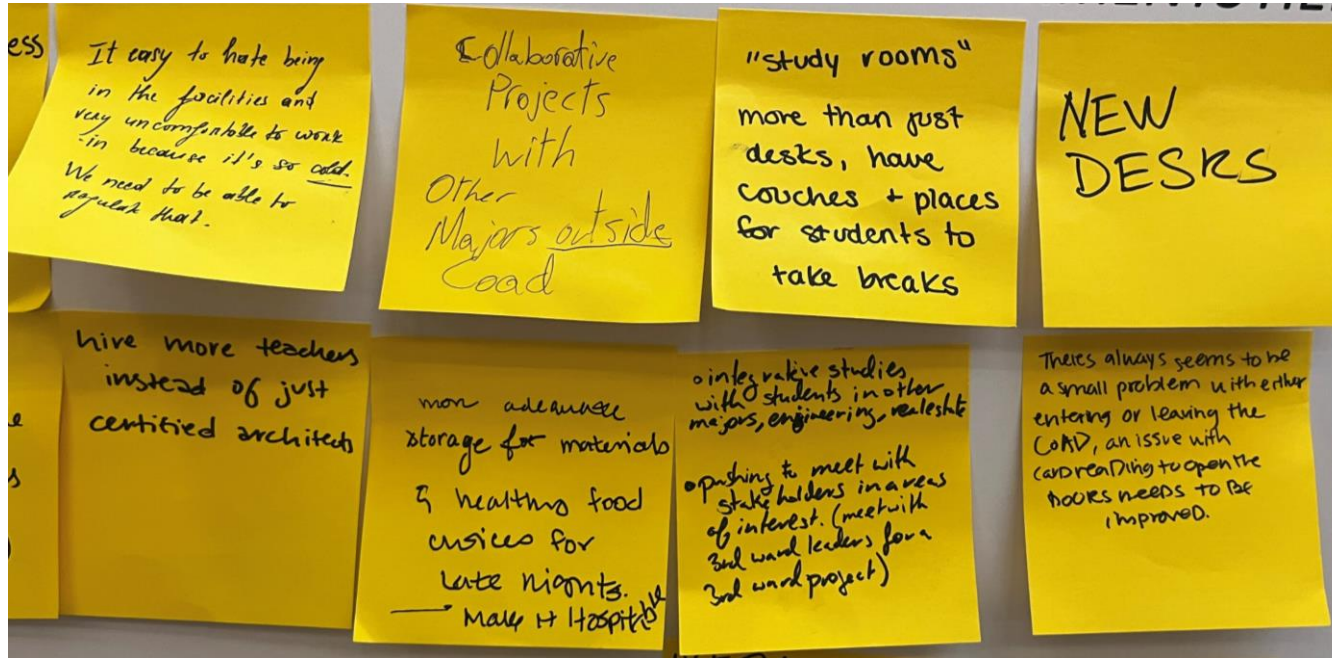 ess
It easy to hate being
in the facilities and
very uncomfortable to work
in because it's so cold.
We need to be able to
regulate that.
Collaborative
Projects
with
Other
Majors outside
Coad
"study rooms"
more than just
desks, have
couches + places
for students to
take breaks
NEW
DESKS
hire more teachers
instead of just
certified architects
more adequate
storage for materials
& healthy food
choices for
late nights.
Make it Hospitable
o integrative studies
with students in other
majors, engineering, real estate
• pushing to meet with
stakeholders in areas
of interest. (meet with
3rd ward leaders for a
3rd ward project)
Theres always seems to be
a small problem with either
entering or leaving the
CoAD, an issue with
card reading to open the
DOORS needs to BE
improved.